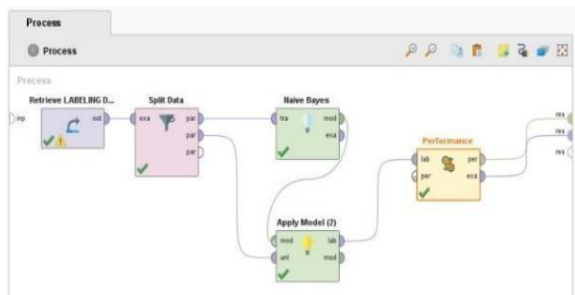 Process
Process
Process
Retrieve LABELING D...
Split Data
Naive Bayes
inp
out
exa
par
par
par
tra
mod
exa
Performance
lab
per
per
exa
res
res
res
Apply Model (2)
mod
lab
unl
mod